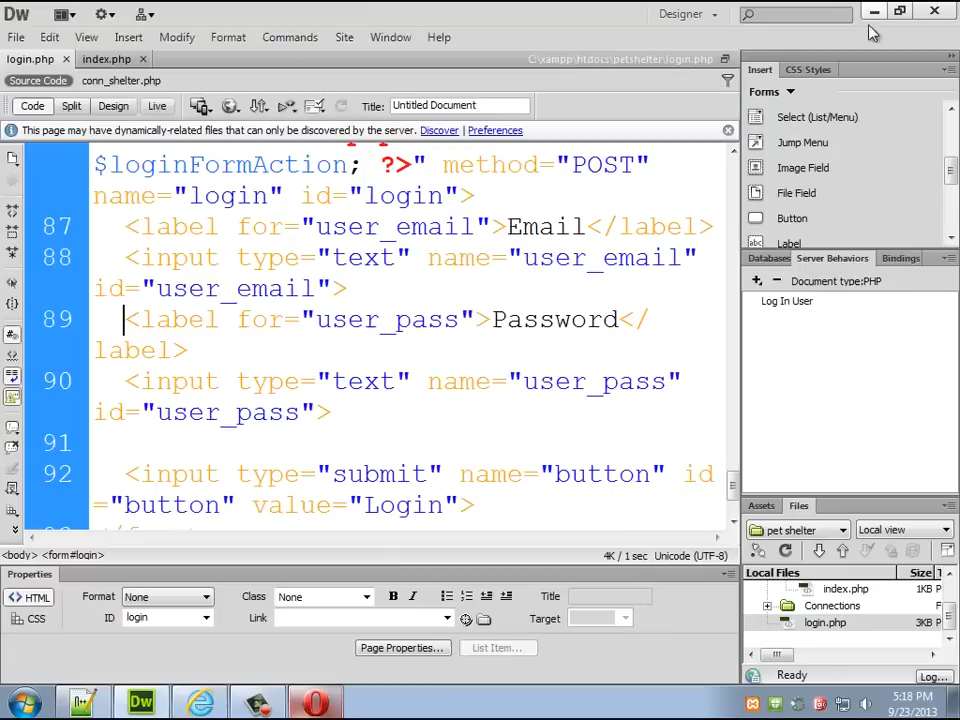 Dw
Designer
File Edit View Insert Modify Format Commands Site Window Help
login.php × index.php ×
C:\xampp\htdocs\petshelter\login.php
Source Code conn_shelter.php
Code Split Design Live
Title: Untitled Document
This page may have dynamically-related files that can only be discovered by the server. Discover | Preferences
$loginFormAction; ?>" method="POST"
name="login" id="login">
87 <label for="user_email">Email</label>
88 <input type="text" name="user_email"
id="user_email">
89 <label for="user_pass">Password</
label>
90 <input type="text" name="user_pass"
id="user_pass">
91
92 <input type="submit" name="button" id
="button" value="Login">
<body> <form#login>
4K / 1 sec Unicode (UTF-8)
Properties
HTML Format None Class None B I Title
CSS ID login Link Target
Page Properties... List Item...
Insert CSS Styles
Forms
Select (List/Menu)
Jump Menu
Image Field
File Field
Button
abc Label
Databases Server Behaviors Bindings
Document type:PHP
Log In User
Assets Files
pet shelter Local view
Local Files Size
index.php 1KB P
Connections F
login.php 3KB P
Ready Log...
Dw
5:18 PM
9/23/2013